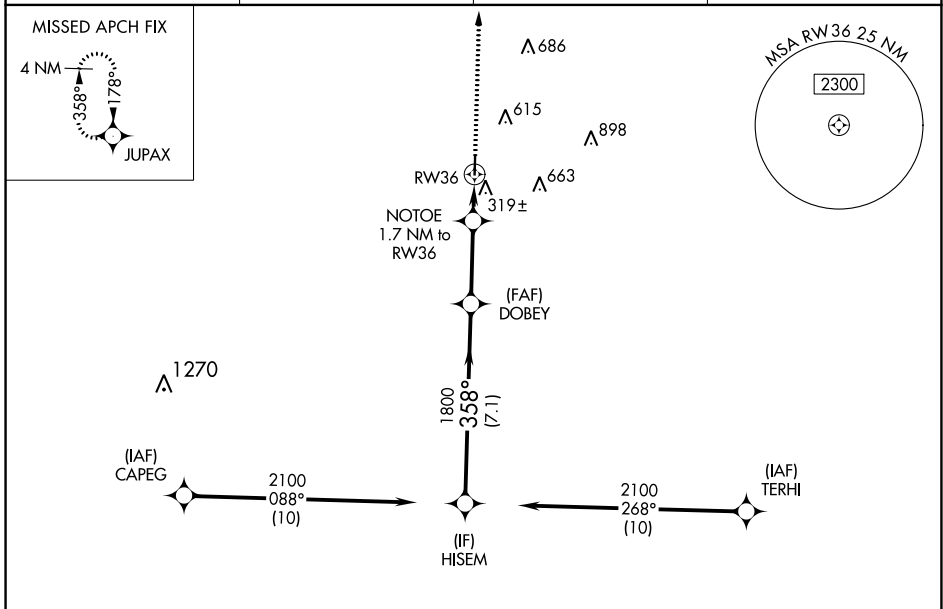 MISSED APCH FIX
4 NM
358°
178°
JUPAX
686
615
898
663
319±
RW36
NOTOE
1.7 NM to
RW36
MSA RW 36 25 NM
2300
(FAF)
DOBEY
1270
1800
358°
(7.1)
(IAF)
CAPEG
2100
088°
(10)
(IF)
HISEM
2100
268°
(10)
(IAF)
TERHI